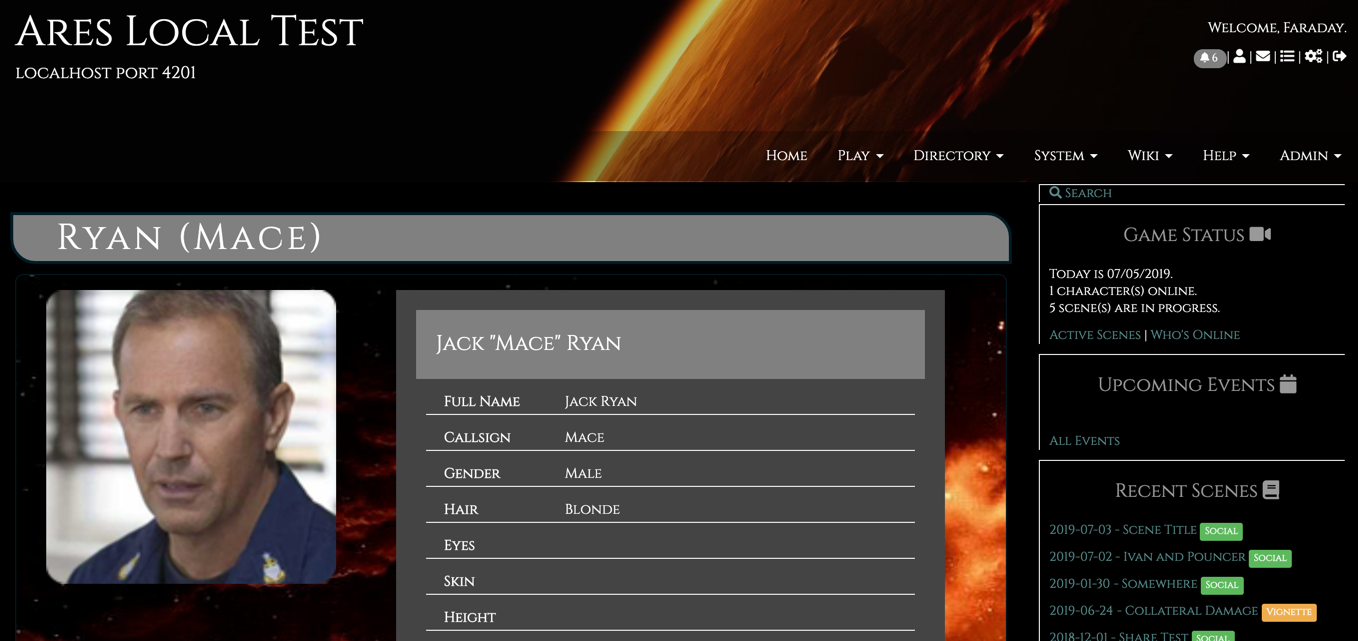 Ares Local Test
localhost port 4201
Welcome, Faraday.
6 | | | | |
Home Play Directory System Wiki Help Admin
Search
Ryan (Mace)
Game Status
Today is 07/05/2019.
1 character(s) online.
5 scene(s) are in progress.
Active Scenes | Who's Online
Jack "Mace" Ryan
Full Name Jack Ryan
Callsign Mace
Gender Male
Hair Blonde
Eyes
Skin
Height
Upcoming Events
All Events
Recent Scenes
2019-07-03 - Scene Title Social
2019-07-02 - Ivan and Pouncer Social
2019-01-30 - Somewhere Social
2019-06-24 - Collateral Damage Vignette
2018-12-01 - Share Test Social